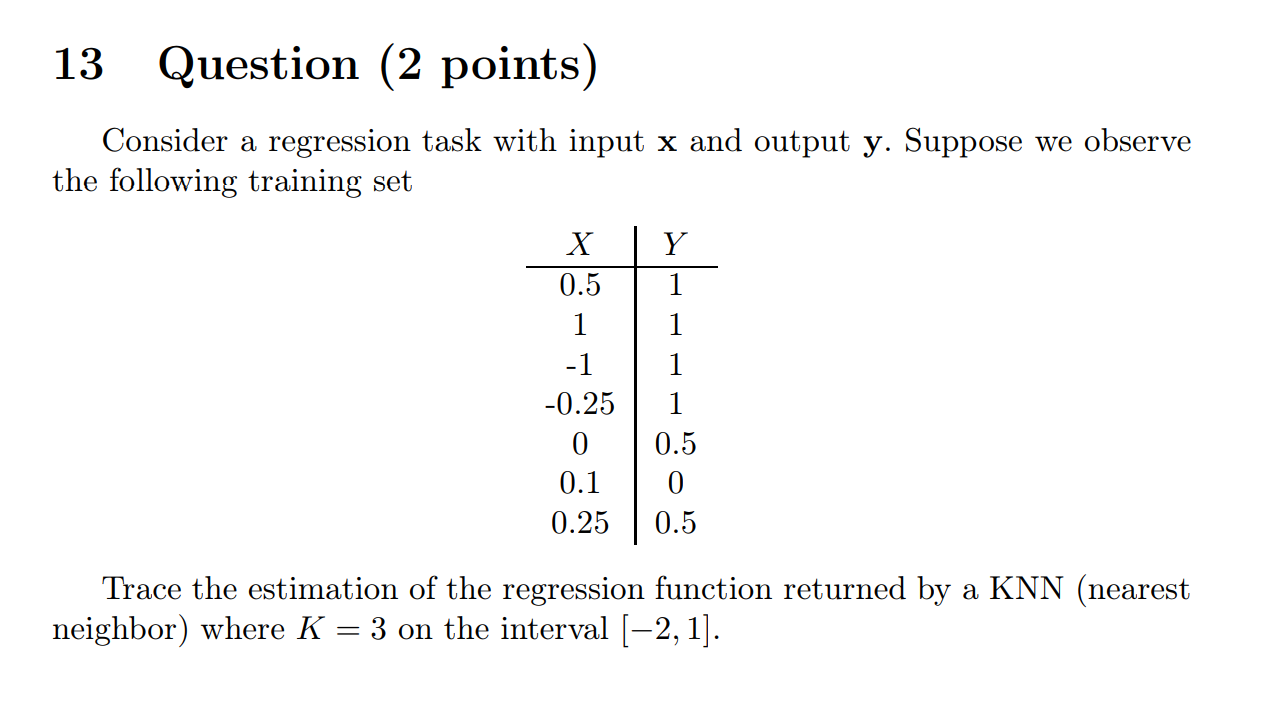 13 Question (2 points)
Consider a regression task with input x and output y. Suppose we observe
the following training set
X Y
0.5 1
1 1
-1 1
-0.25 1
0 0.5
0.1 0
0.25 0.5
Trace the estimation of the regression function returned by a KNN (nearest
neighbor) where K = 3 on the interval [−2, 1].